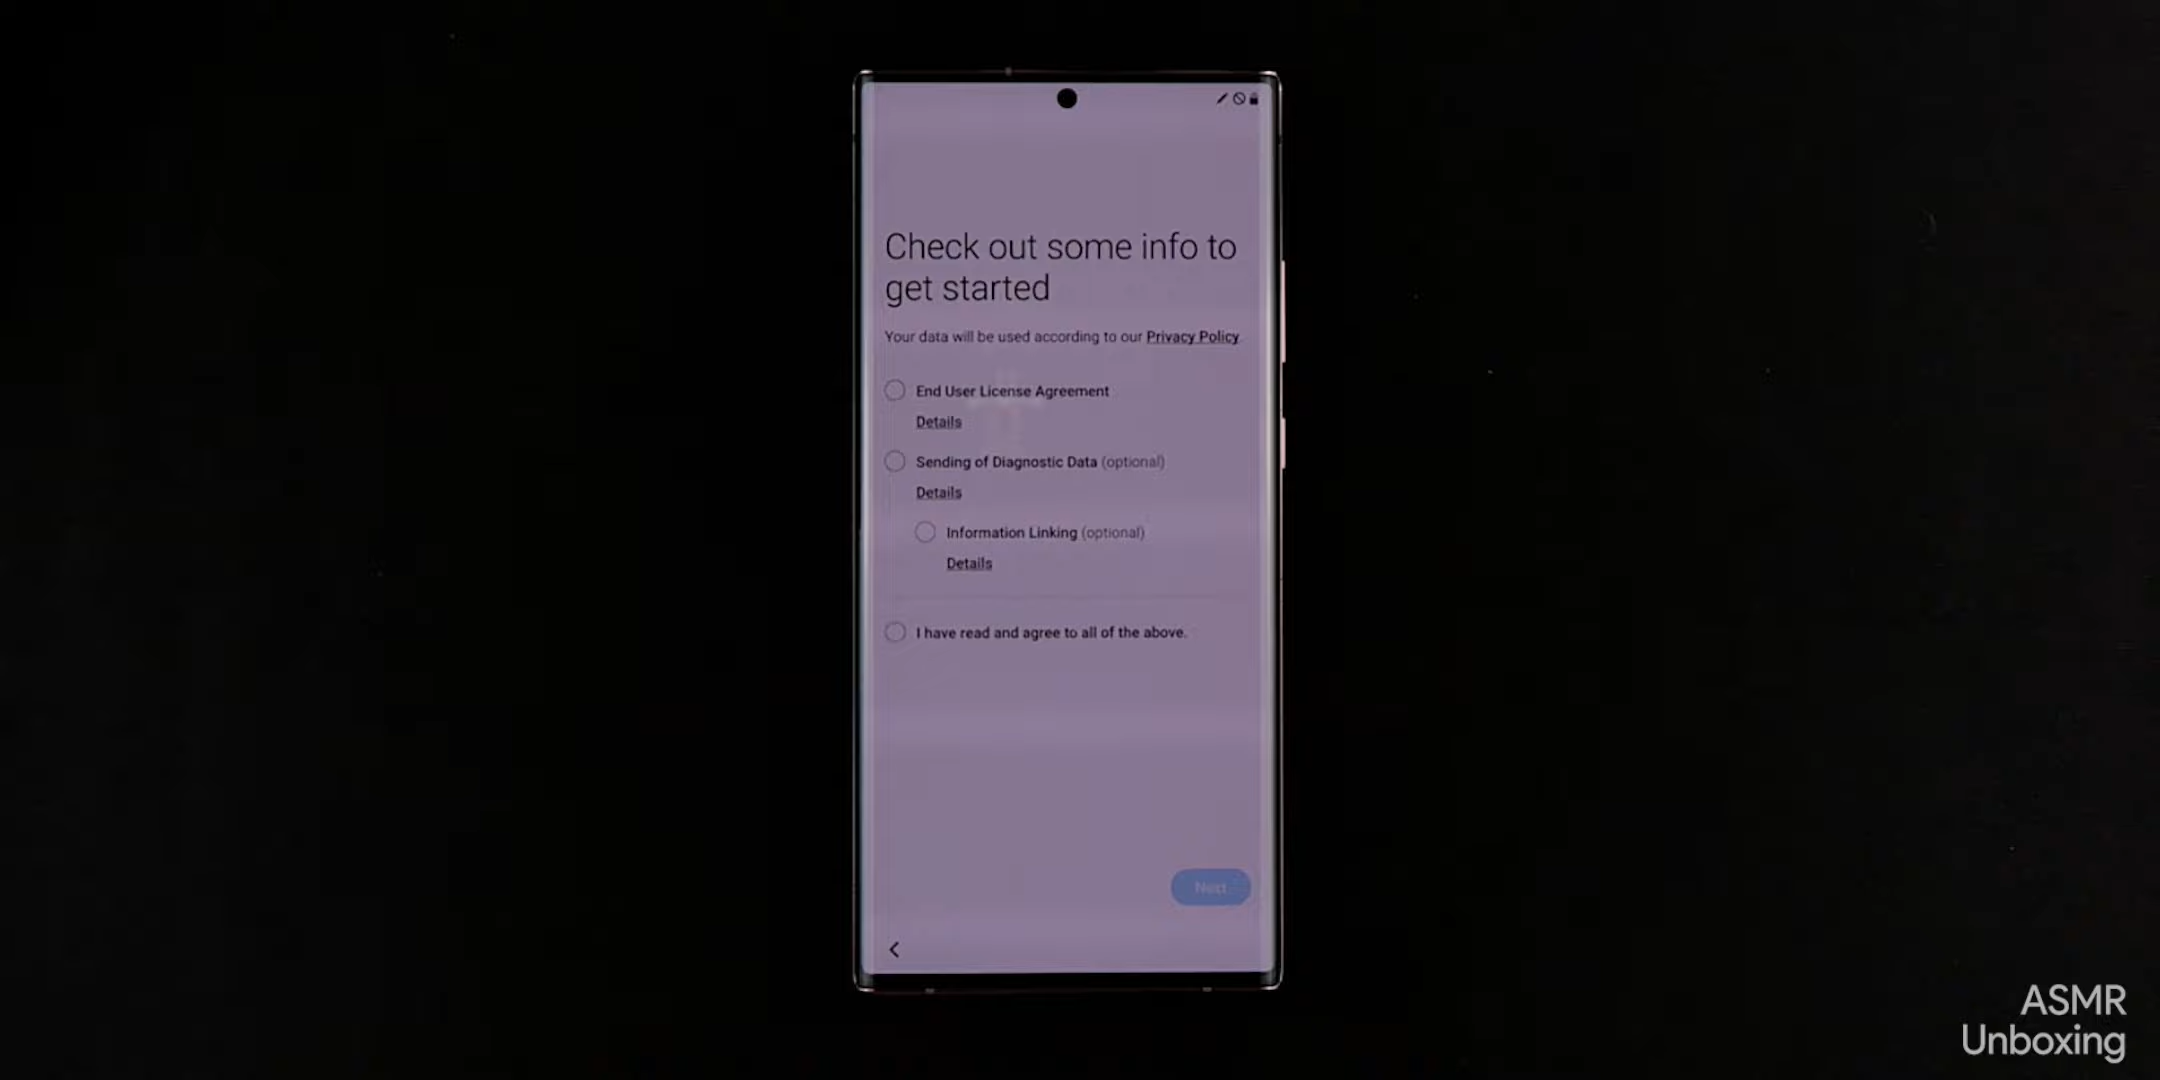 Check out some info to
get started
Your data will be used according to our Privacy Policy
End User License Agreement
Details
Sending of Diagnostic Data (optional)
Details
Information Linking (optional)
Details
I have read and agree to all of the above.
Next
ASMR
Unboxing